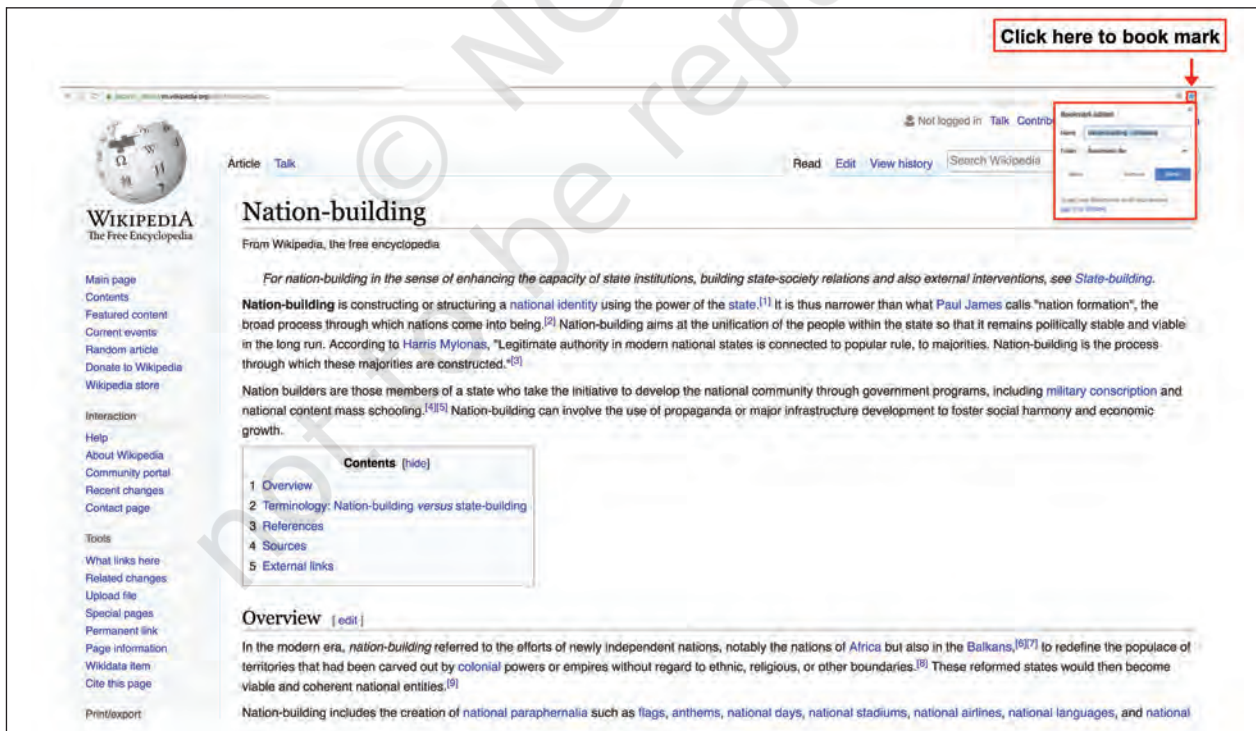 Click here to book mark
Not logged in Talk Contrib
Article Talk
Read Edit View history Search Wikipedia
WIKIPEDIA
The Free Encyclopedia
Nation-building
From Wikipedia, the free encyclopedia
For nation-building in the sense of enhancing the capacity of state institutions, building state-society relations and also external interventions, see State-building.
Nation-building is constructing or structuring a national identity using the power of the state.[1] It is thus narrower than what Paul James calls "nation formation", the
broad process through which nations come into being.[2] Nation-building aims at the unification of the people within the state so that it remains politically stable and viable
in the long run. According to Harris Mylonas, "Legitimate authority in modern national states is connected to popular rule, to majorities. Nation-building is the process
through which these majorities are constructed."[3]
Nation builders are those members of a state who take the initiative to develop the national community through government programs, including military conscription and
national content mass schooling.[4][5] Nation-building can involve the use of propaganda or major infrastructure development to foster social harmony and economic
growth.
Contents [hide]
1 Overview
2 Terminology: Nation-building versus state-building
3 References
4 Sources
5 External links
Overview [edit]
In the modern era, nation-building referred to the efforts of newly independent nations, notably the nations of Africa but also in the Balkans,[6][7] to redefine the populace of
territories that had been carved out by colonial powers or empires without regard to ethnic, religious, or other boundaries.[8] These reformed states would then become
viable and coherent national entities.[9]
Nation-building includes the creation of national paraphernalia such as flags, anthems, national days, national stadiums, national airlines, national languages, and national
Main page
Contents
Featured content
Current events
Random article
Donate to Wikipedia
Wikipedia store
Interaction
Help
About Wikipedia
Community portal
Recent changes
Contact page
Tools
What links here
Related changes
Upload file
Special pages
Permanent link
Page information
Wikidata item
Cite this page
Print/export
not to be rep